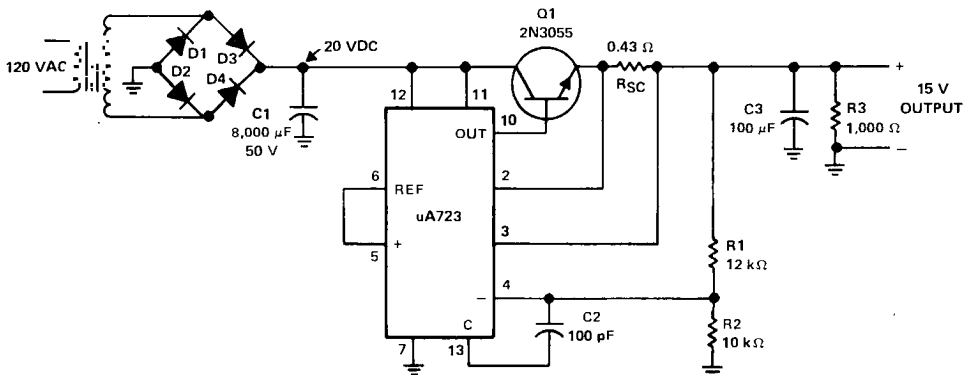 Q1
2N3055
20 VDC
0.43 Ω
RSC
120 VAC
D1
D2
D3
D4
C1
8,000 µF
50 V
12
11
10
OUT
6
REF
2
uA723
+
5
3
4
−
C
7
13
C2
100 pF
C3
100 µF
R3
1,000 Ω
+
15 V
OUTPUT
−
R1
12 kΩ
R2
10 kΩ